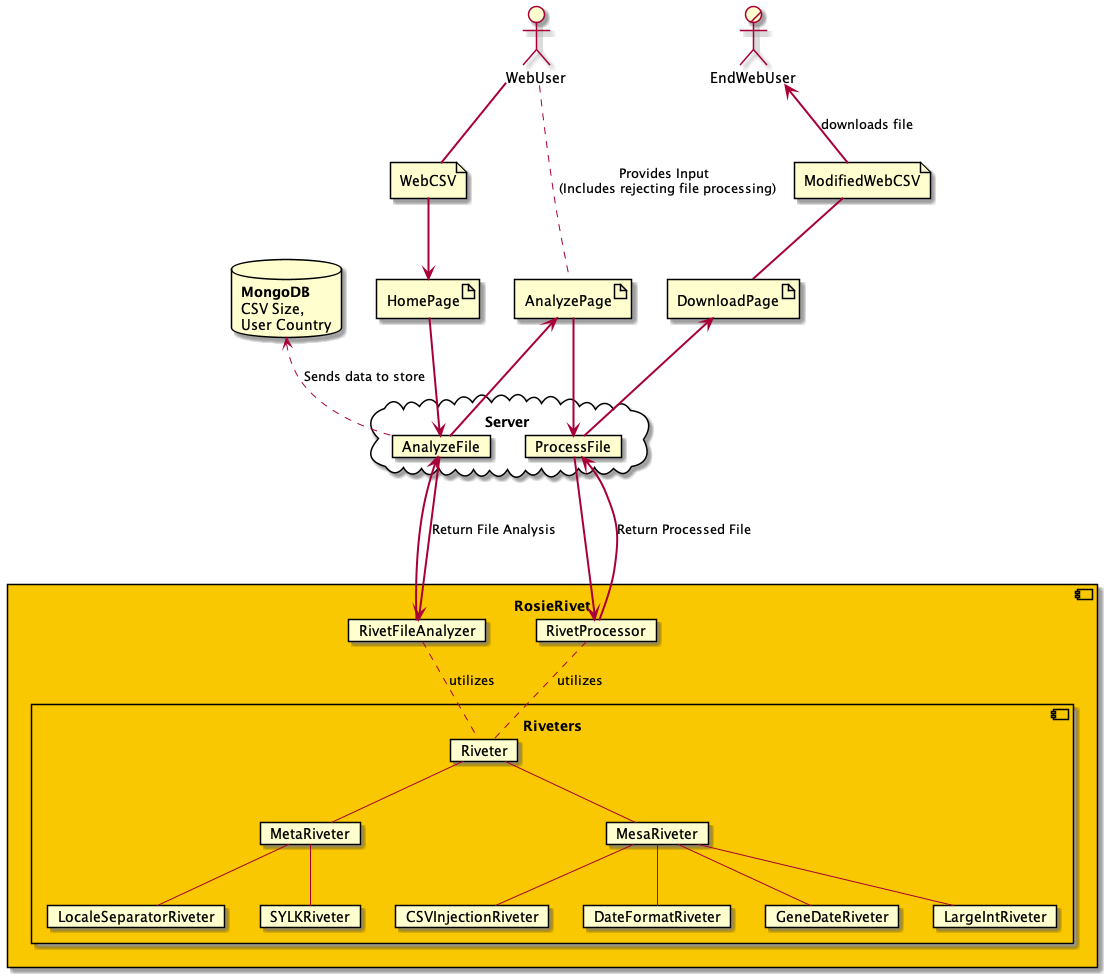 WebUser
EndWebUser
downloads file
WebCSV
Provides Input
(Includes rejecting file processing)
ModifiedWebCSV
MongoDB
CSV Size,
User Country
HomePage
AnalyzePage
DownloadPage
Sends data to store
Server
AnalyzeFile
ProcessFile
Return File Analysis
Return Processed File
RosieRivet
RivetFileAnalyzer
RivetProcessor
utilizes
utilizes
Riveters
Riveter
MetaRiveter
MesaRiveter
LocaleSeparatorRiveter
SYLKRiveter
CSVInjectionRiveter
DateFormatRiveter
GeneDateRiveter
LargeIntRiveter